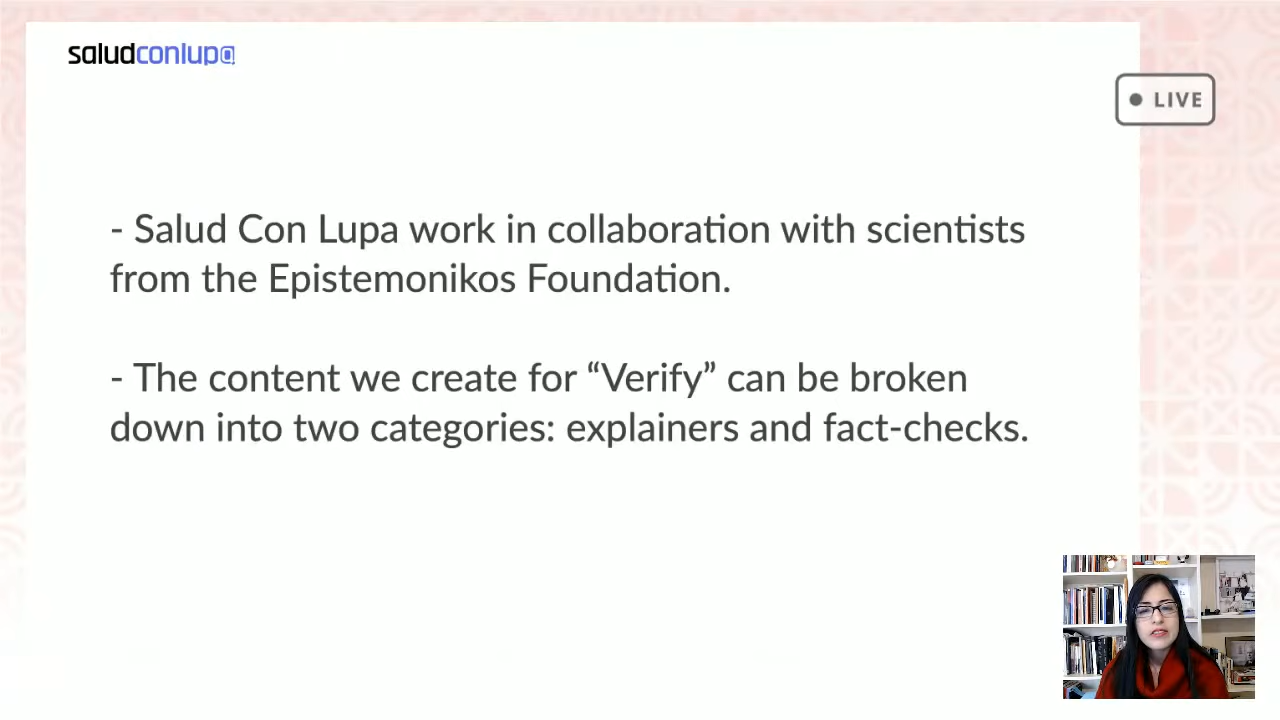 saludconlupa
LIVE
- Salud Con Lupa work in collaboration with scientists
from the Epistemonikos Foundation.
- The content we create for “Verify” can be broken
down into two categories: explainers and fact-checks.